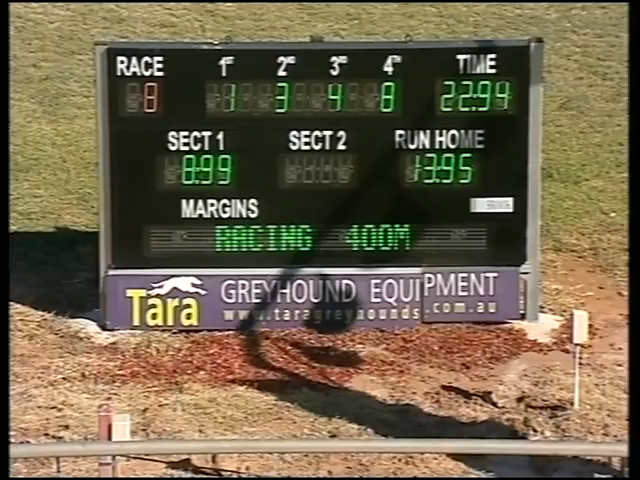 RACE 1ST 2ND 3RD 4TH TIME
8 1 3 4 8 22.94
SECT 1 SECT 2 RUN HOME
8.99 13.95
MARGINS
RACING 400M
Tara GREYHOUND EQUIPMENT
www.taragreyhounds.com.au